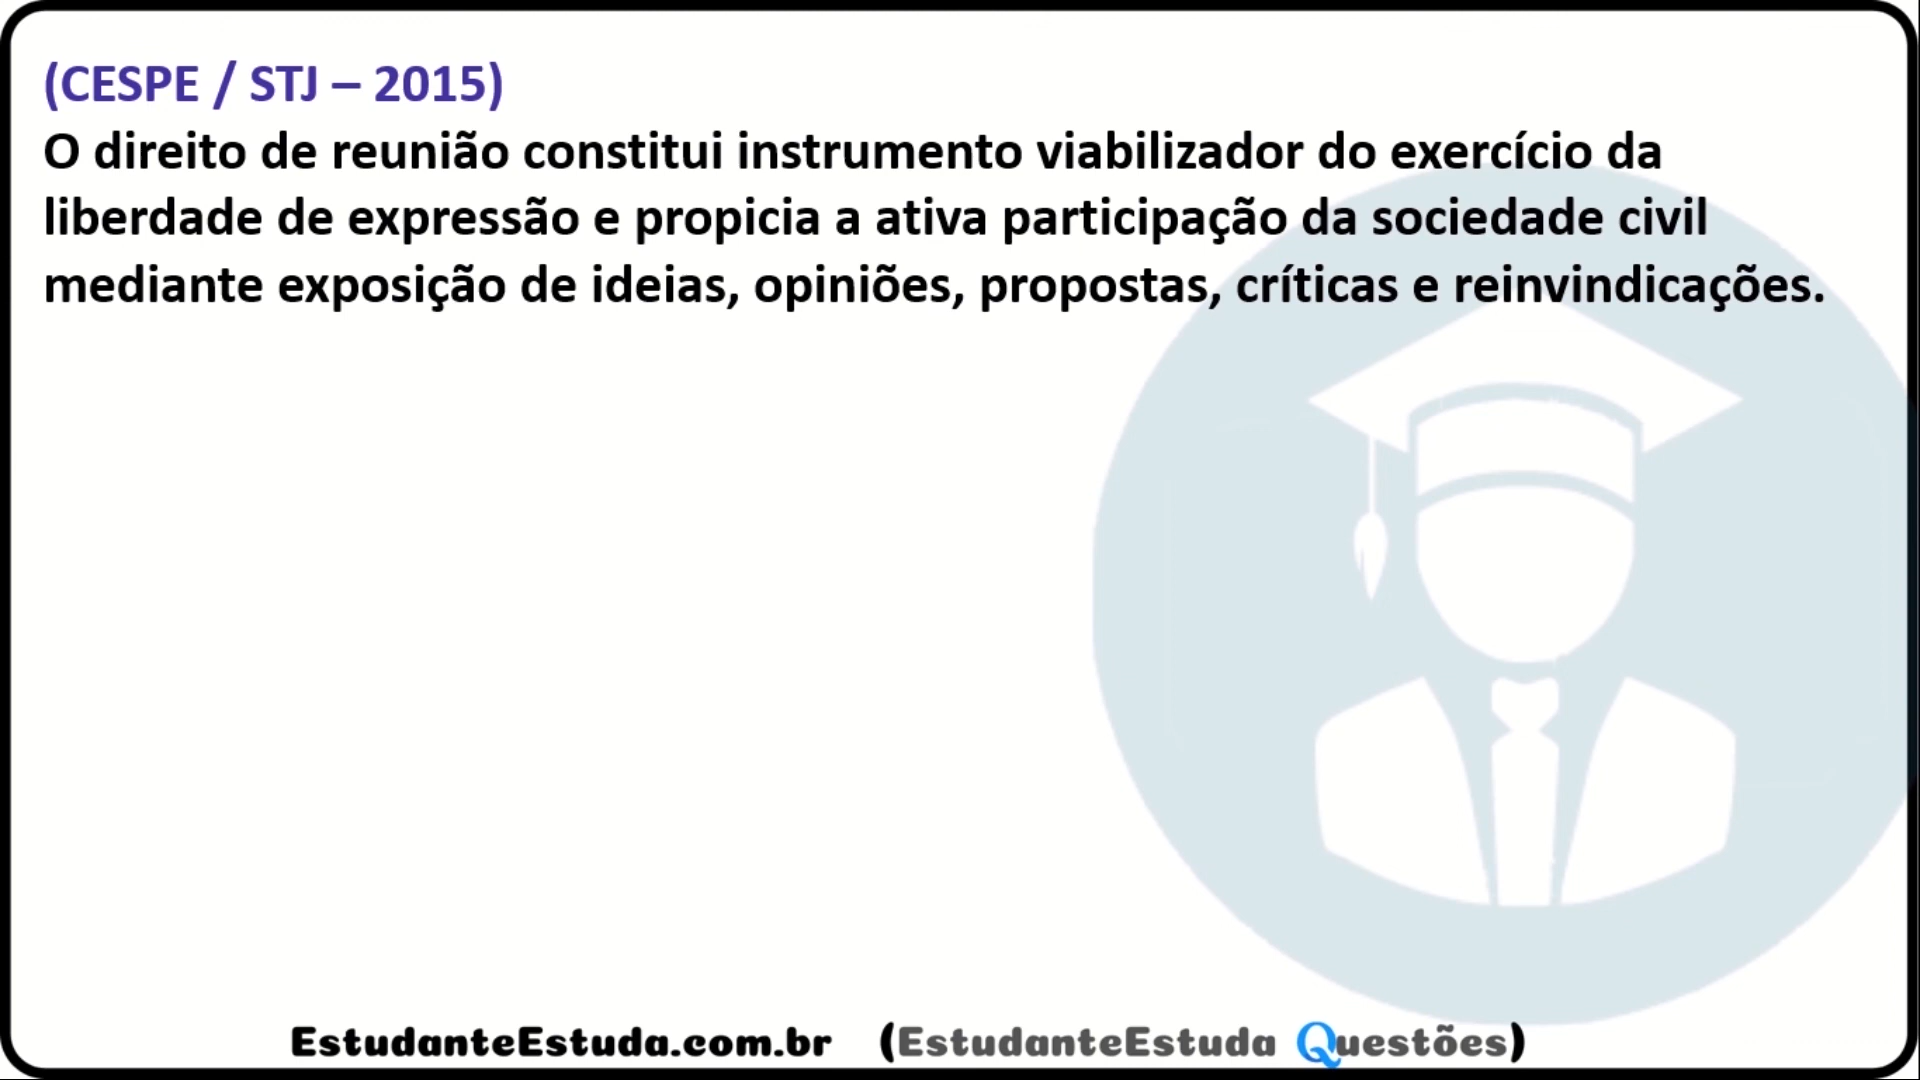 (CESPE / STJ – 2015)
O direito de reunião constitui instrumento viabilizador do exercício da
liberdade de expressão e propicia a ativa participação da sociedade civil
mediante exposição de ideias, opiniões, propostas, críticas e reinvindicações.
EstudanteEstuda.com.br (EstudanteEstuda Questões)